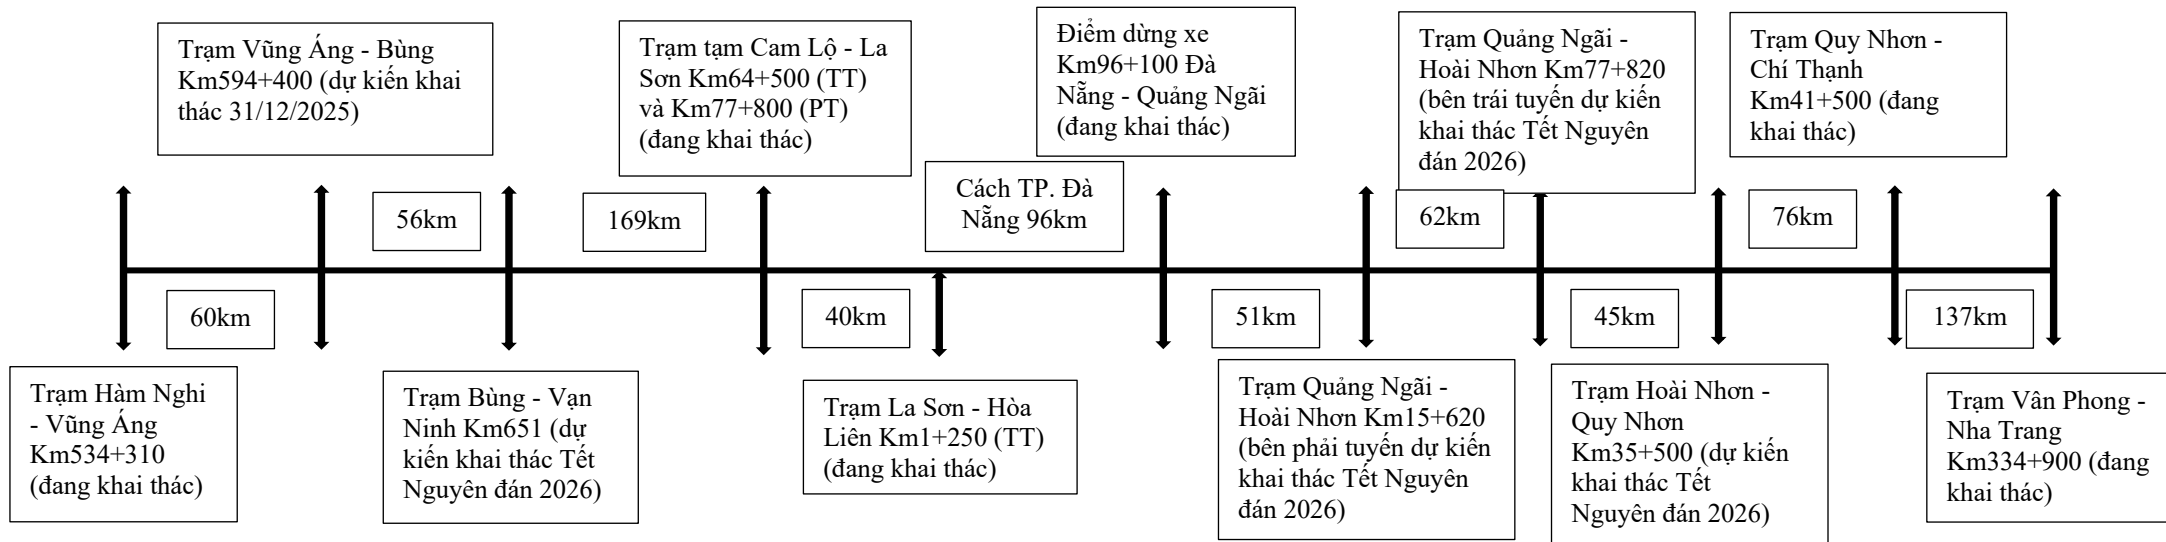 Trạm Vũng Áng - Bùng
Km594+400 (dự kiến khai
thác 31/12/2025)
Trạm tạm Cam Lộ - La
Sơn Km64+500 (TT)
và Km77+800 (PT)
(đang khai thác)
Điểm dừng xe
Km96+100 Đà
Nẵng - Quảng Ngãi
(đang khai thác)
Trạm Quảng Ngãi -
Hoài Nhơn Km77+820
(bên trái tuyến dự kiến
khai thác Tết Nguyên
đán 2026)
Trạm Quy Nhơn -
Chí Thạnh
Km41+500 (đang
khai thác)
56km
169km
Cách TP. Đà
Nẵng 96km
62km
76km
60km
40km
51km
45km
137km
Trạm Hàm Nghi
- Vũng Áng
Km534+310
(đang khai thác)
Trạm Bùng - Vạn
Ninh Km651 (dự
kiến khai thác Tết
Nguyên đán 2026)
Trạm La Sơn - Hòa
Liên Km1+250 (TT)
(đang khai thác)
Trạm Quảng Ngãi -
Hoài Nhơn Km15+620
(bên phải tuyến dự kiến
khai thác Tết Nguyên
đán 2026)
Trạm Hoài Nhơn -
Quy Nhơn
Km35+500 (dự kiến
khai thác Tết
Nguyên đán 2026)
Trạm Vân Phong -
Nha Trang
Km334+900 (đang
khai thác)